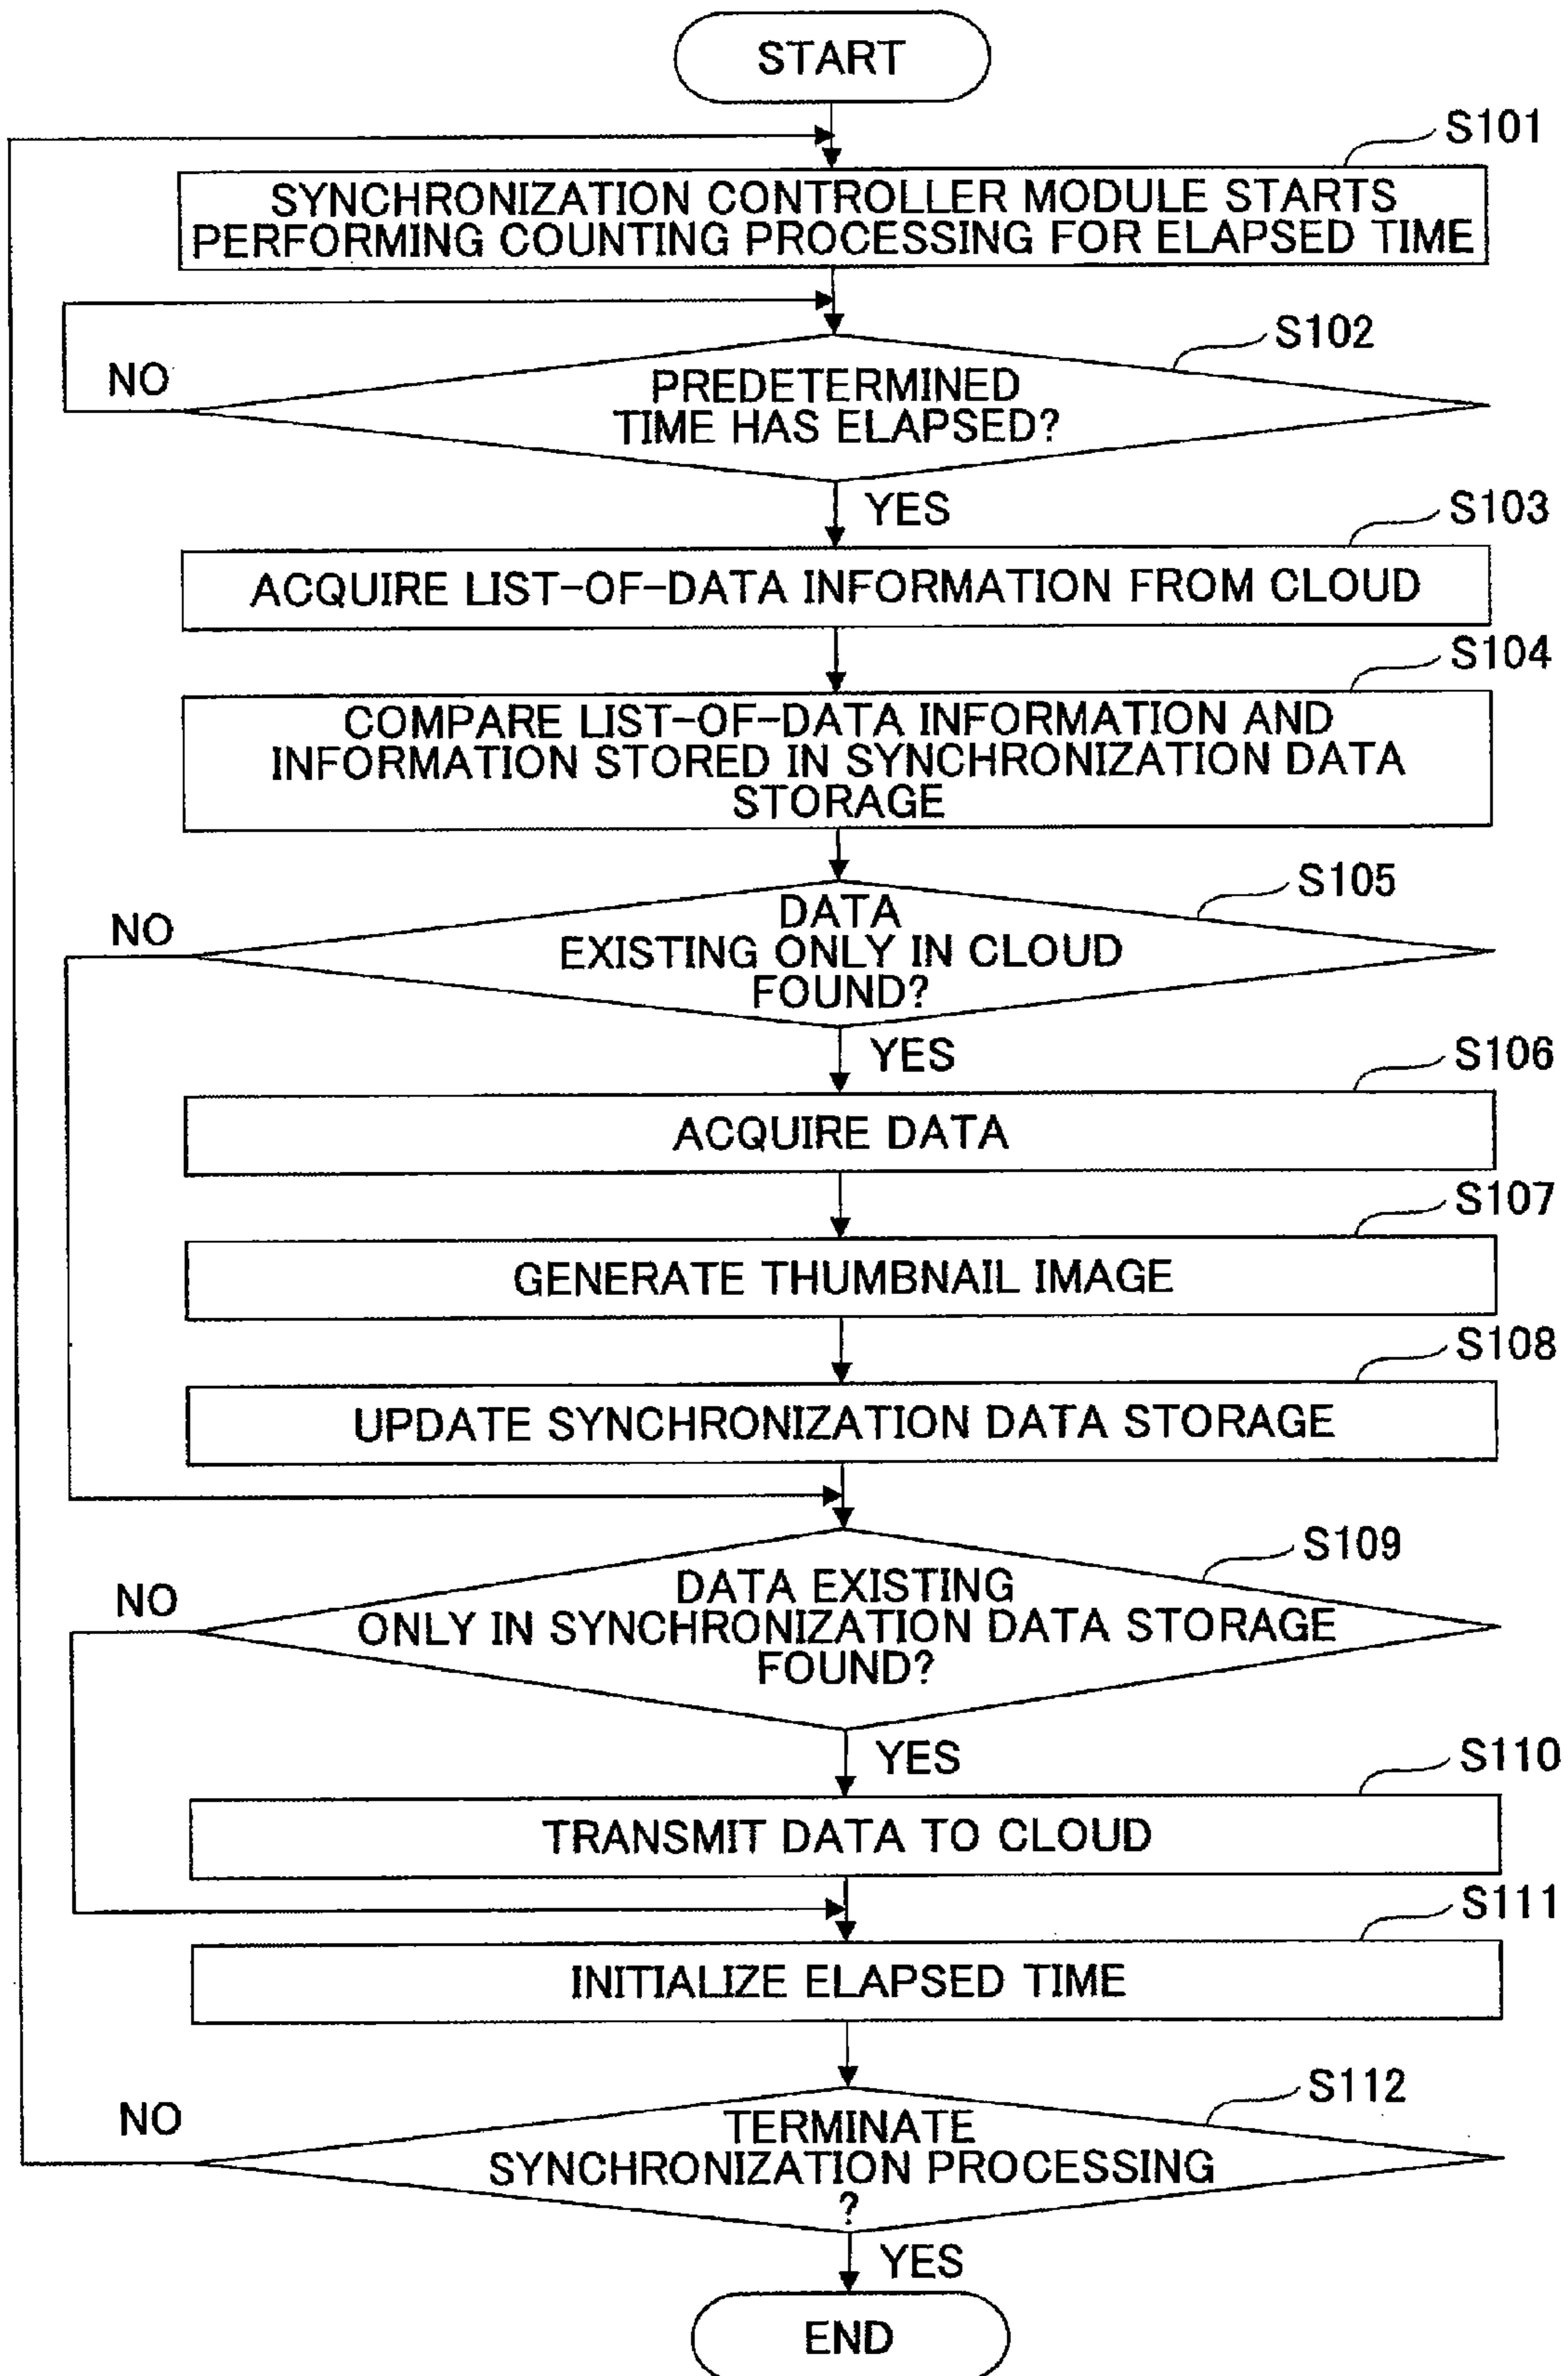 START
S101
SYNCHRONIZATION CONTROLLER MODULE STARTS
PERFORMING COUNTING PROCESSING FOR ELAPSED TIME
S102
NO
PREDETERMINED
TIME HAS ELAPSED?
YES
S103
ACQUIRE LIST-OF-DATA INFORMATION FROM CLOUD
S104
COMPARE LIST-OF-DATA INFORMATION AND
INFORMATION STORED IN SYNCHRONIZATION DATA
STORAGE
S105
NO
DATA
EXISTING ONLY IN CLOUD
FOUND?
YES
S106
ACQUIRE DATA
S107
GENERATE THUMBNAIL IMAGE
S108
UPDATE SYNCHRONIZATION DATA STORAGE
S109
NO
DATA EXISTING
ONLY IN SYNCHRONIZATION DATA STORAGE
FOUND?
YES
S110
TRANSMIT DATA TO CLOUD
S111
INITIALIZE ELAPSED TIME
S112
NO
TERMINATE
SYNCHRONIZATION PROCESSING
?
YES
END